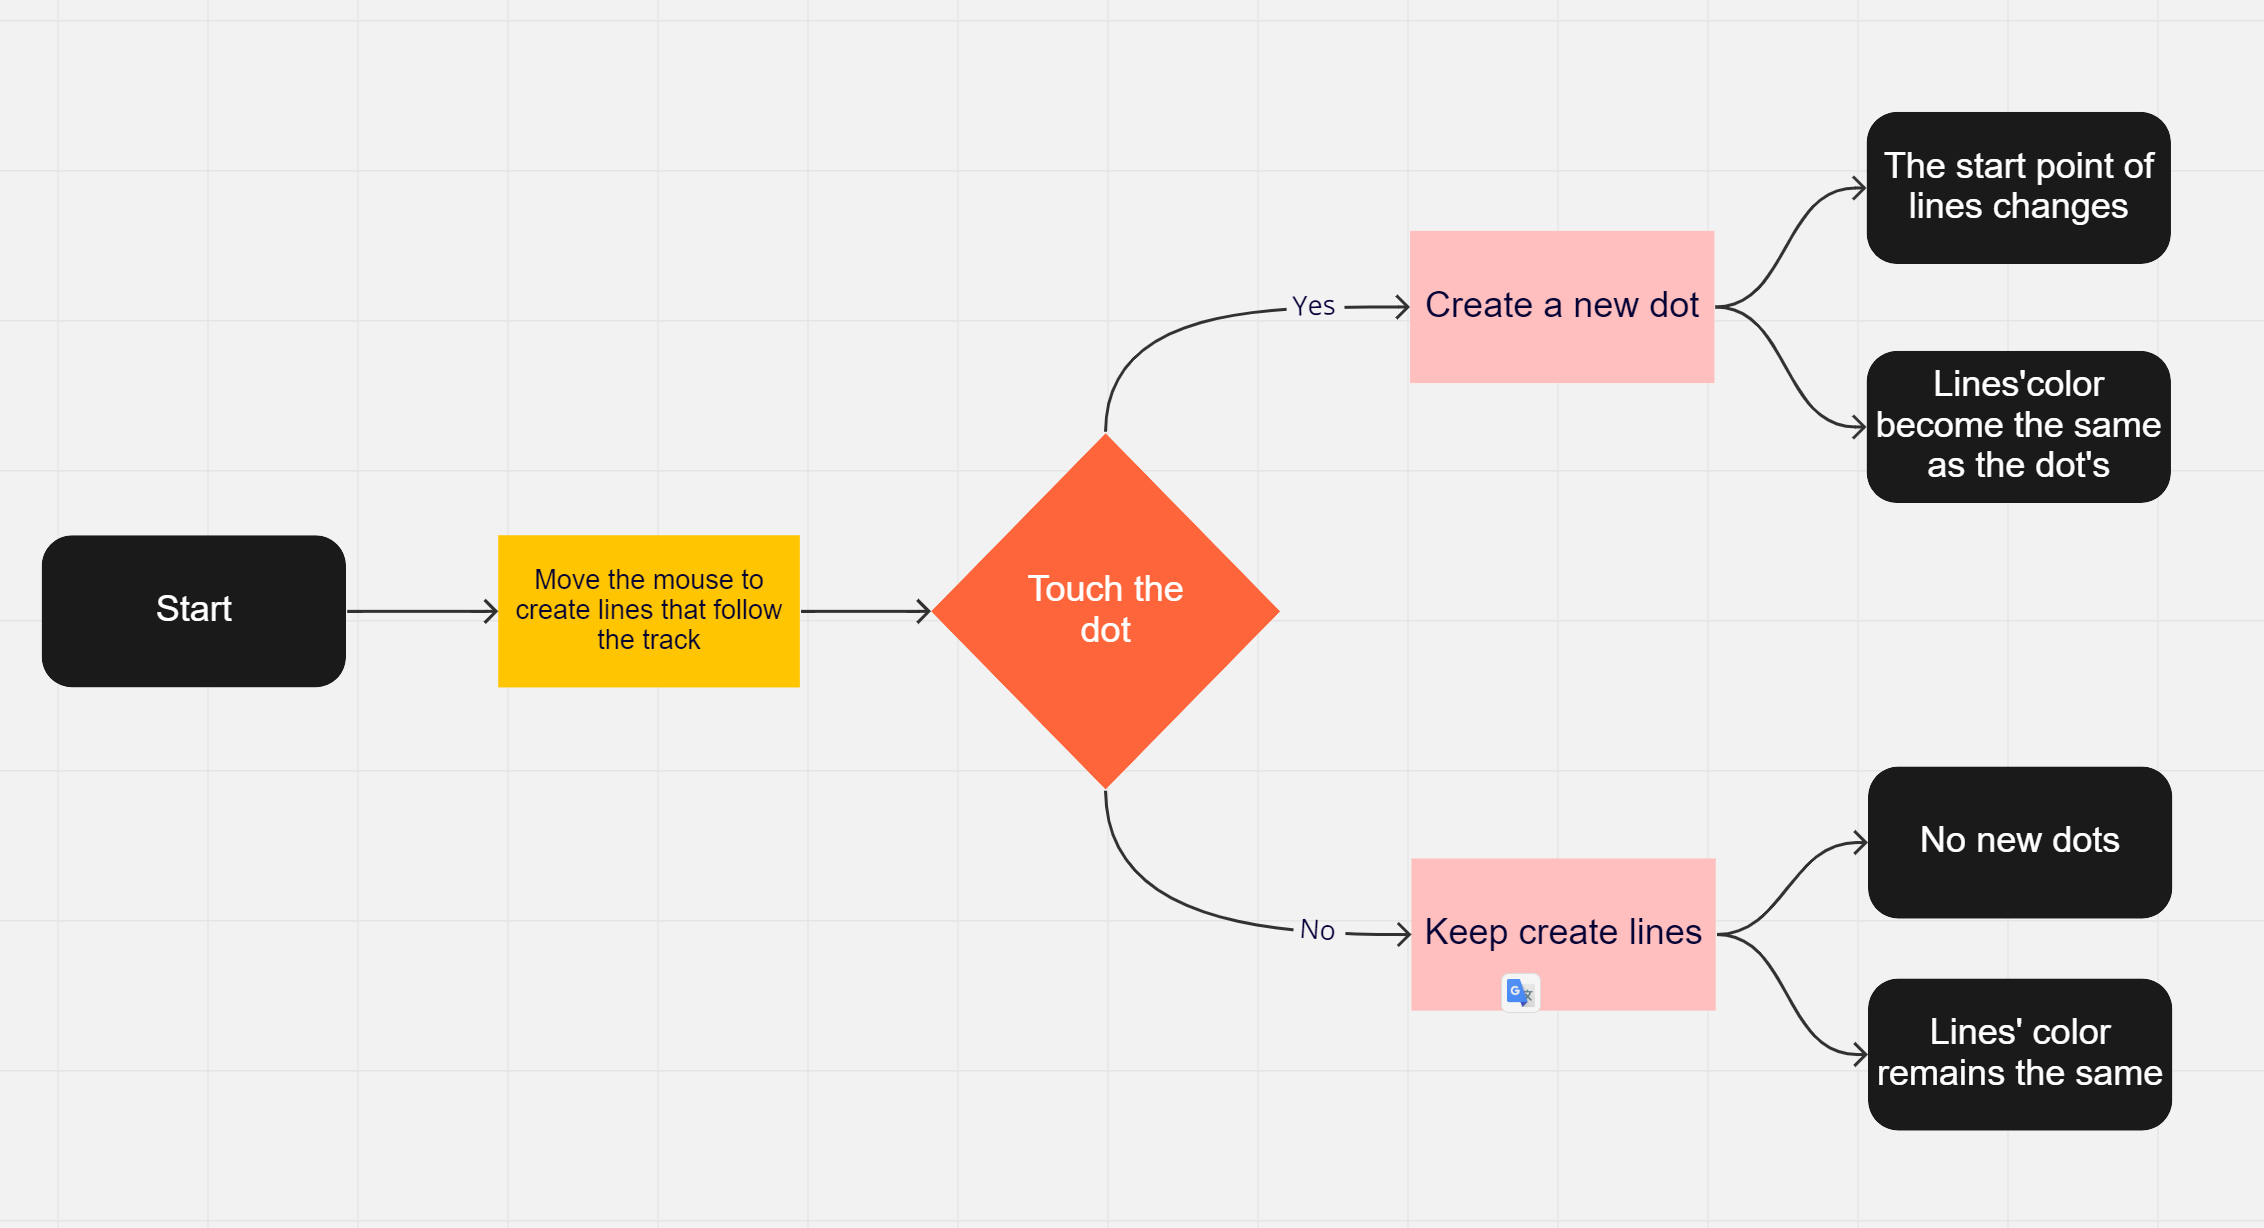 Start
Move the mouse to
create lines that follow
the track
Touch the
dot
Yes
Create a new dot
The start point of
lines changes
Lines'color
become the same
as the dot's
No
Keep create lines
G 文
No new dots
Lines' color
remains the same